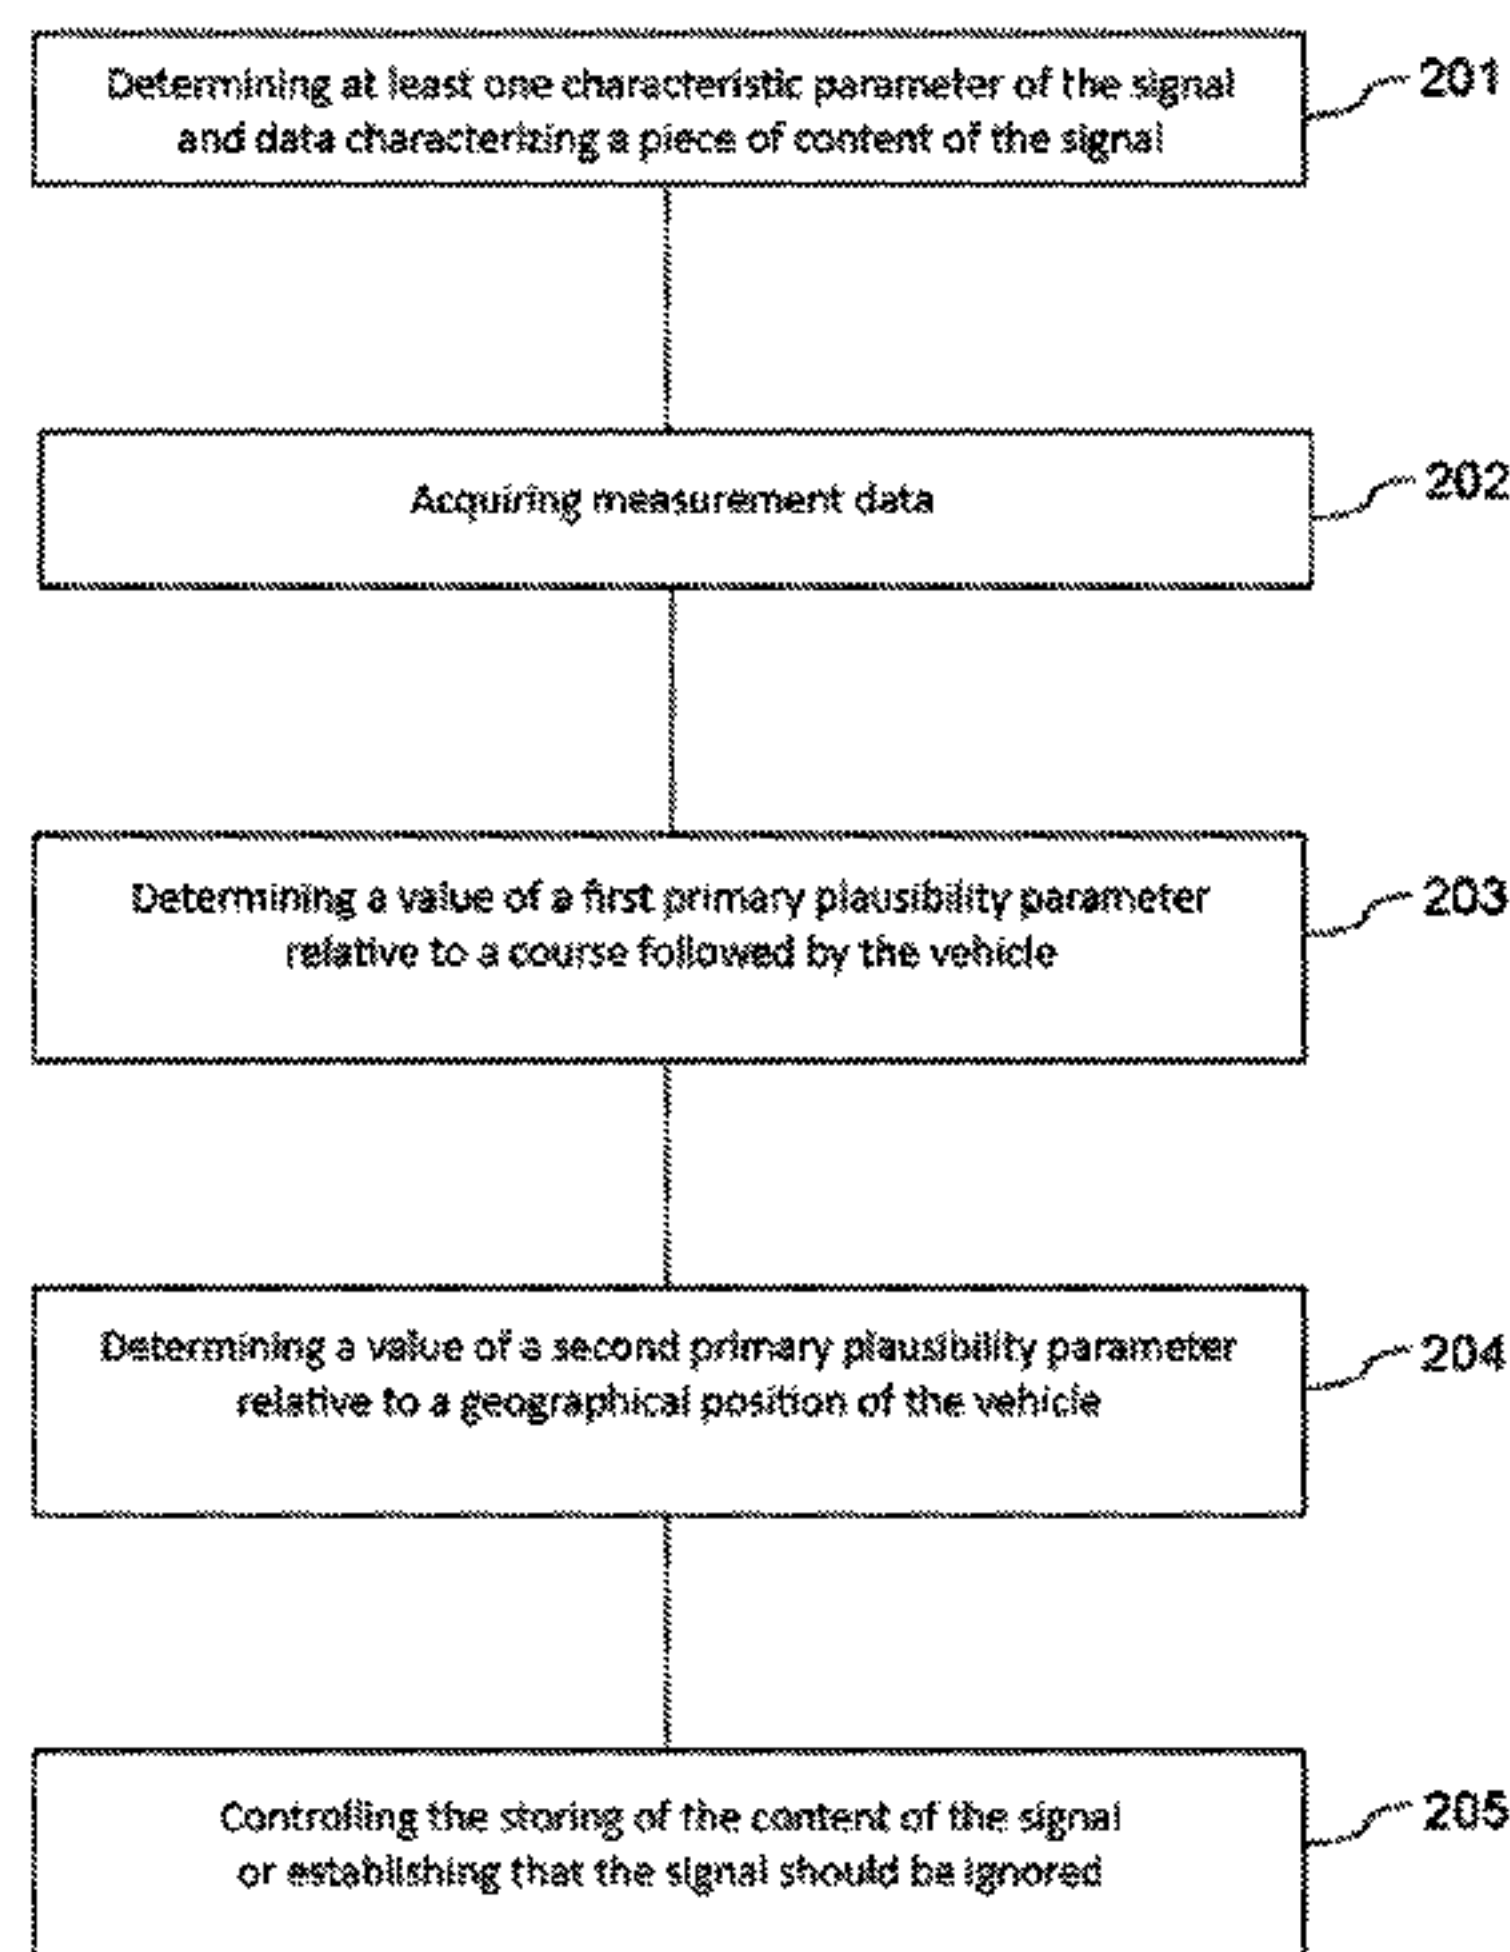 Determining at least one characteristic parameter of the signal
and data characterizing a piece of content of the signal
201
Acquiring measurement data
202
Determining a value of a first primary plausibility parameter
relative to a course followed by the vehicle
203
Determining a value of a second primary plausibility parameter
relative to a geographical position of the vehicle
204
Controlling the storing of the content of the signal
or establishing that the signal should be ignored
205